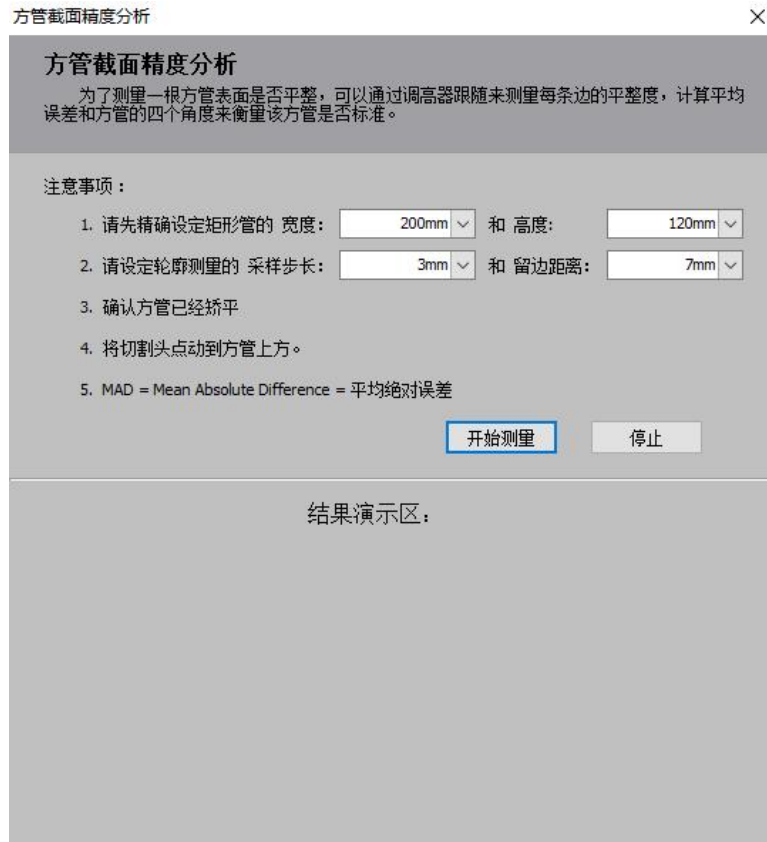 方管截面精度分析
方管截面精度分析
为了测量一根方管表面是否平整，可以通过调高器跟随来测量每条边的平整度，计算平均
误差和方管的四个角度来衡量该方管是否标准。
注意事项：
1. 请先精确设定矩形管的 宽度： 200mm 和 高度： 120mm
2. 请设定轮廓测量的 采样步长： 3mm 和 留边距离： 7mm
3. 确认方管已经矫平
4. 将切割头点动到方管上方。
5. MAD = Mean Absolute Difference = 平均绝对误差
开始测量 停止
结果演示区：